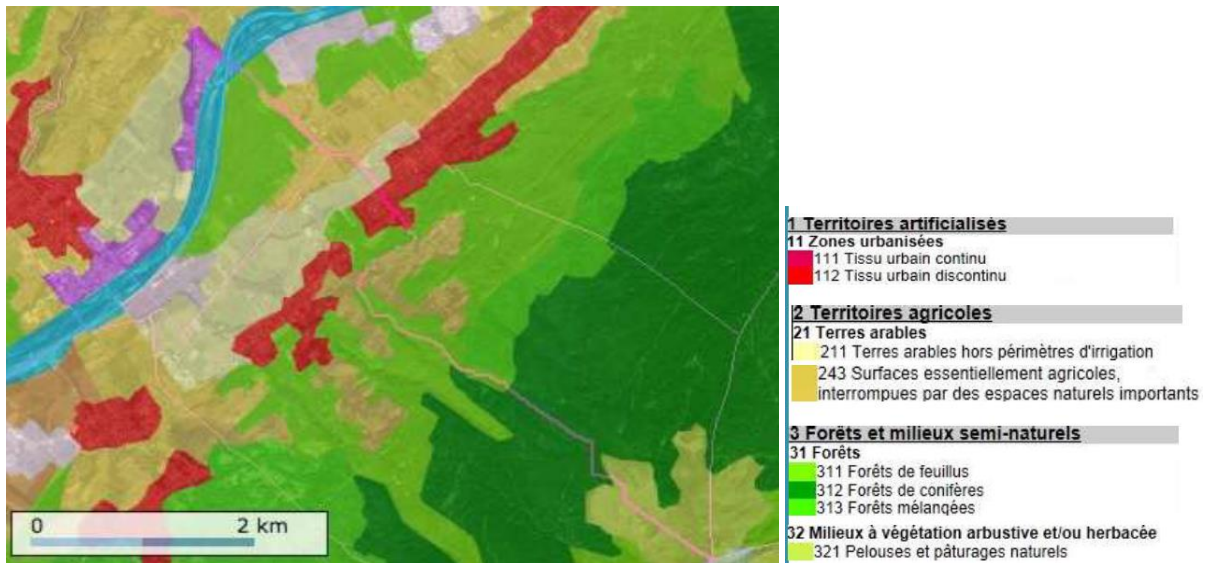 1 Territoires artificialisés
11 Zones urbanisées
111 Tissu urbain continu
112 Tissu urbain discontinu
2 Territoires agricoles
21 Terres arables
211 Terres arables hors périmètres d'irrigation
243 Surfaces essentiellement agricoles,
interrompues par des espaces naturels importants
3 Forêts et milieux semi-naturels
31 Forêts
311 Forêts de feuillus
312 Forêts de conifères
313 Forêts mélangées
32 Milieux à végétation arbustive et/ou herbacée
321 Pelouses et pâturages naturels
0 2 km